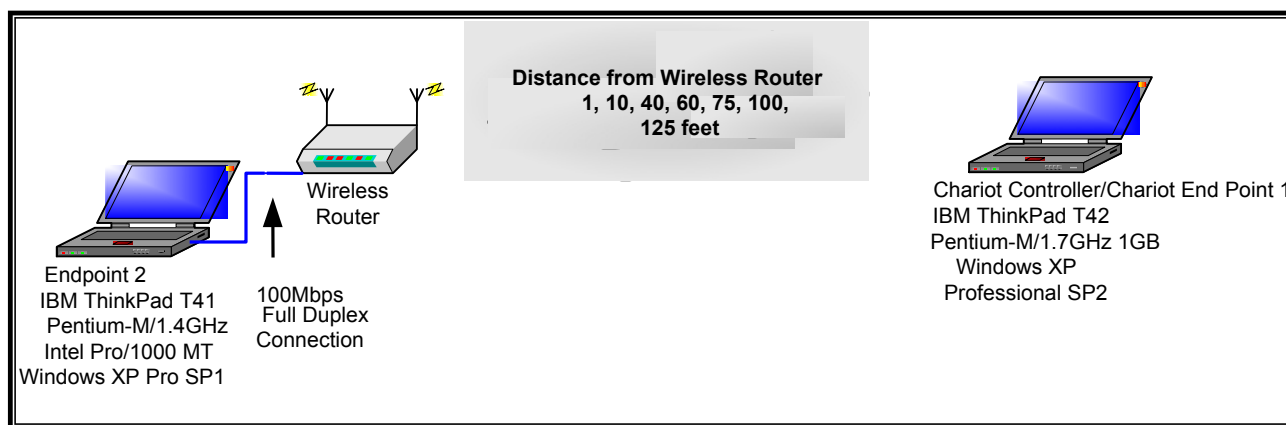 Distance from Wireless Router
1, 10, 40, 60, 75, 100,
125 feet
Wireless
Router
Endpoint 2
IBM ThinkPad T41
Pentium-M/1.4GHz
Intel Pro/1000 MT
Windows XP Pro SP1
100Mbps
Full Duplex
Connection
Chariot Controller/Chariot End Point 1
IBM ThinkPad T42
Pentium-M/1.7GHz 1GB
Windows XP
Professional SP2